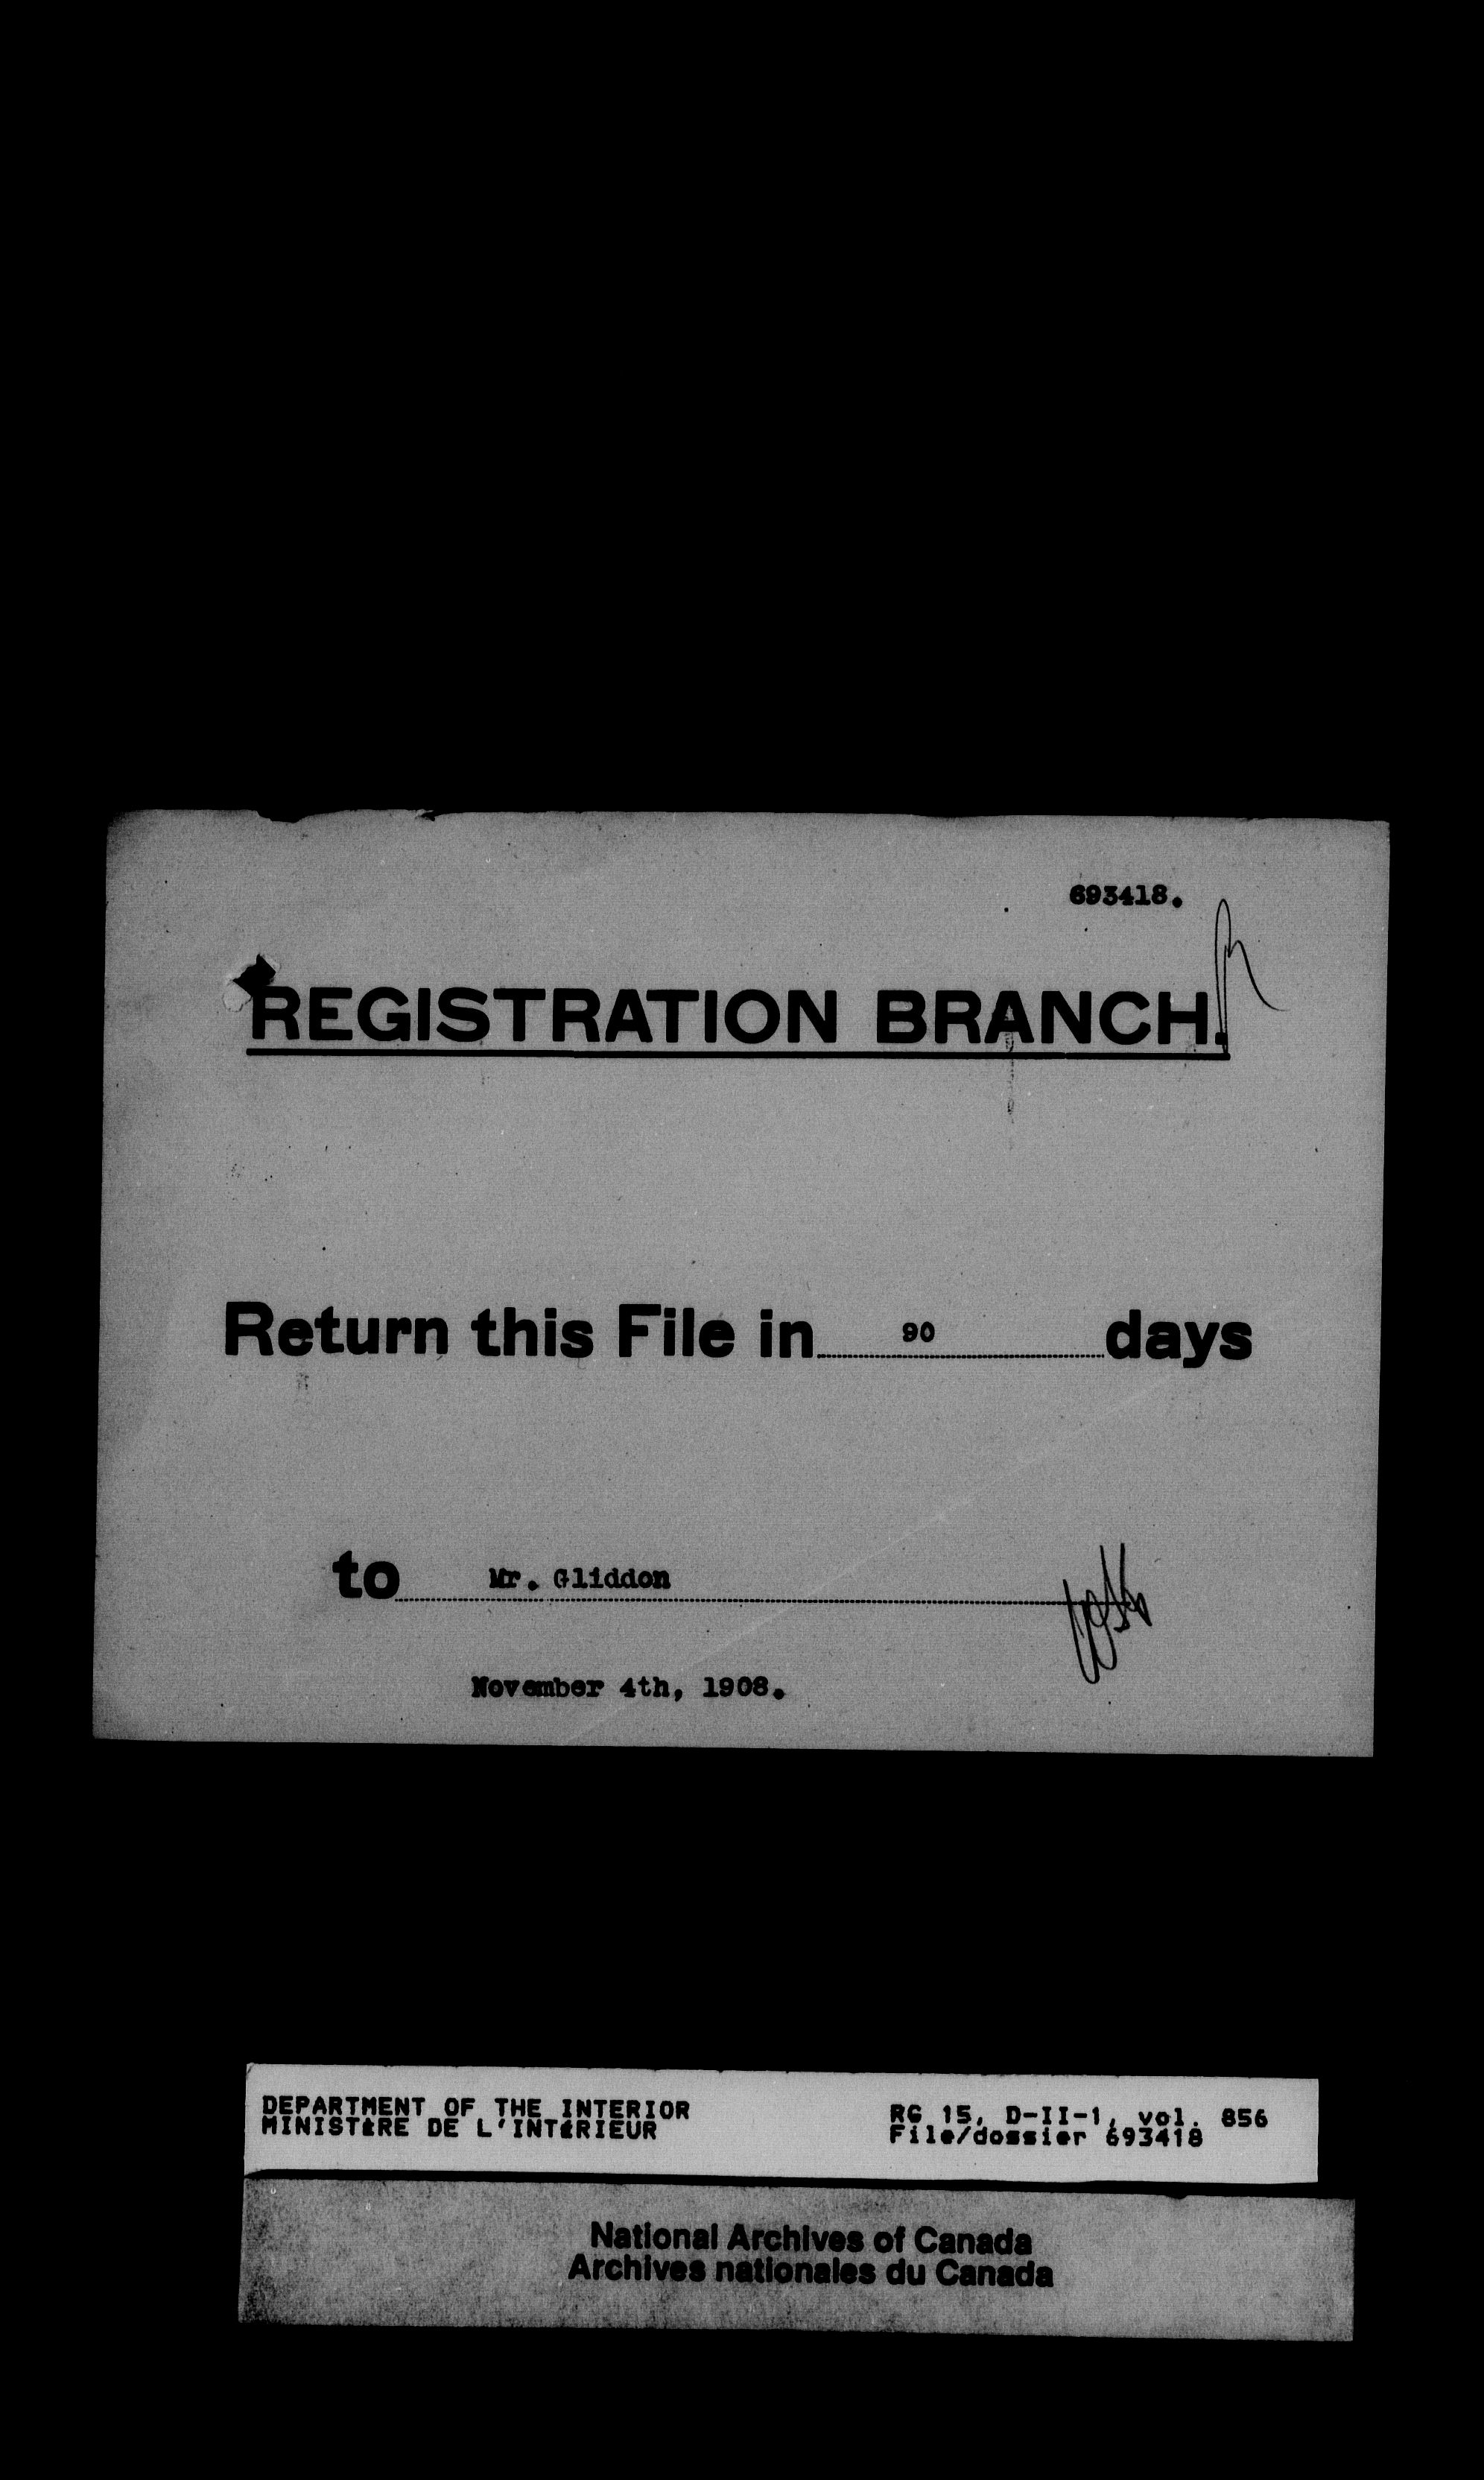 693418.
REGISTRATION BRANCH.
Return this File in 90 days
to Mr. Gliddon
November 4th, 1908.
DEPARTMENT OF THE INTERIOR
MINISTÈRE DE L'INTÉRIEUR
RG 15, D-II-1, vol. 856
File/dossier 693418
National Archives of Canada
Archives nationales du Canada